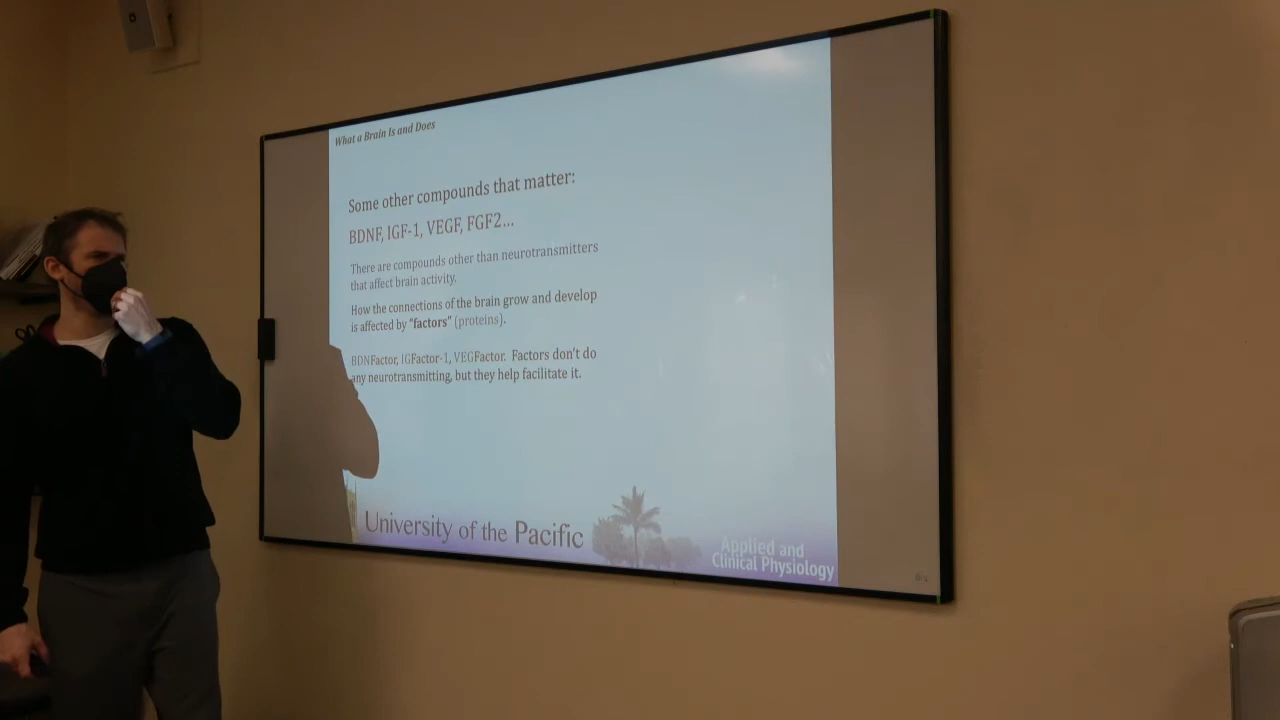 What a Brain Is and Does
Some other compounds that matter:
BDNF, IGF-1, VEGF, FGF2...
There are compounds other than neurotransmitters
that affect brain activity.
How the connections of the brain grow and develop
is affected by "factors" (proteins).
BDNFactor, IGFactor-1, VEGFactor. Factors don't do
any neurotransmitting, but they help facilitate it.
University of the Pacific
Applied and
Clinical Physiology